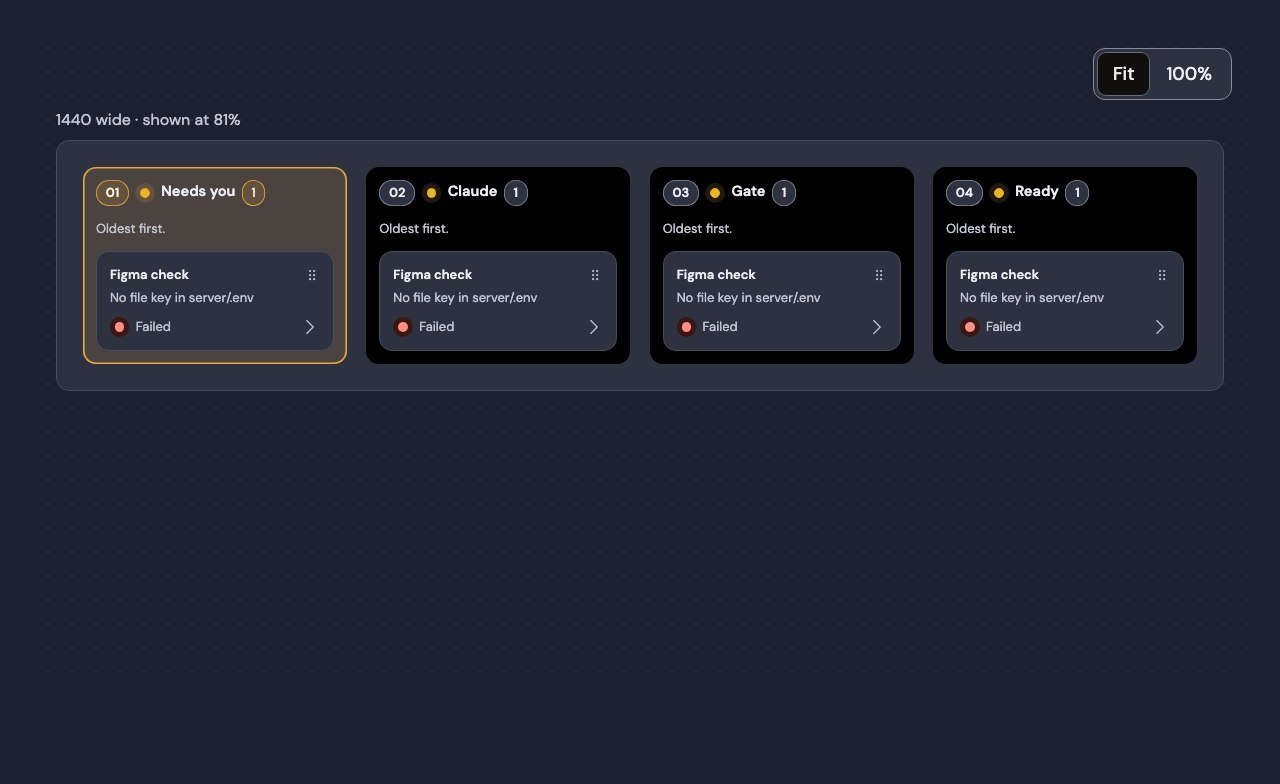 Fit 100%
1440 wide · shown at 81%
01 Needs you 1
Oldest first.
Figma check
No file key in server/.env
Failed
02 Claude 1
Oldest first.
Figma check
No file key in server/.env
Failed
03 Gate 1
Oldest first.
Figma check
No file key in server/.env
Failed
04 Ready 1
Oldest first.
Figma check
No file key in server/.env
Failed